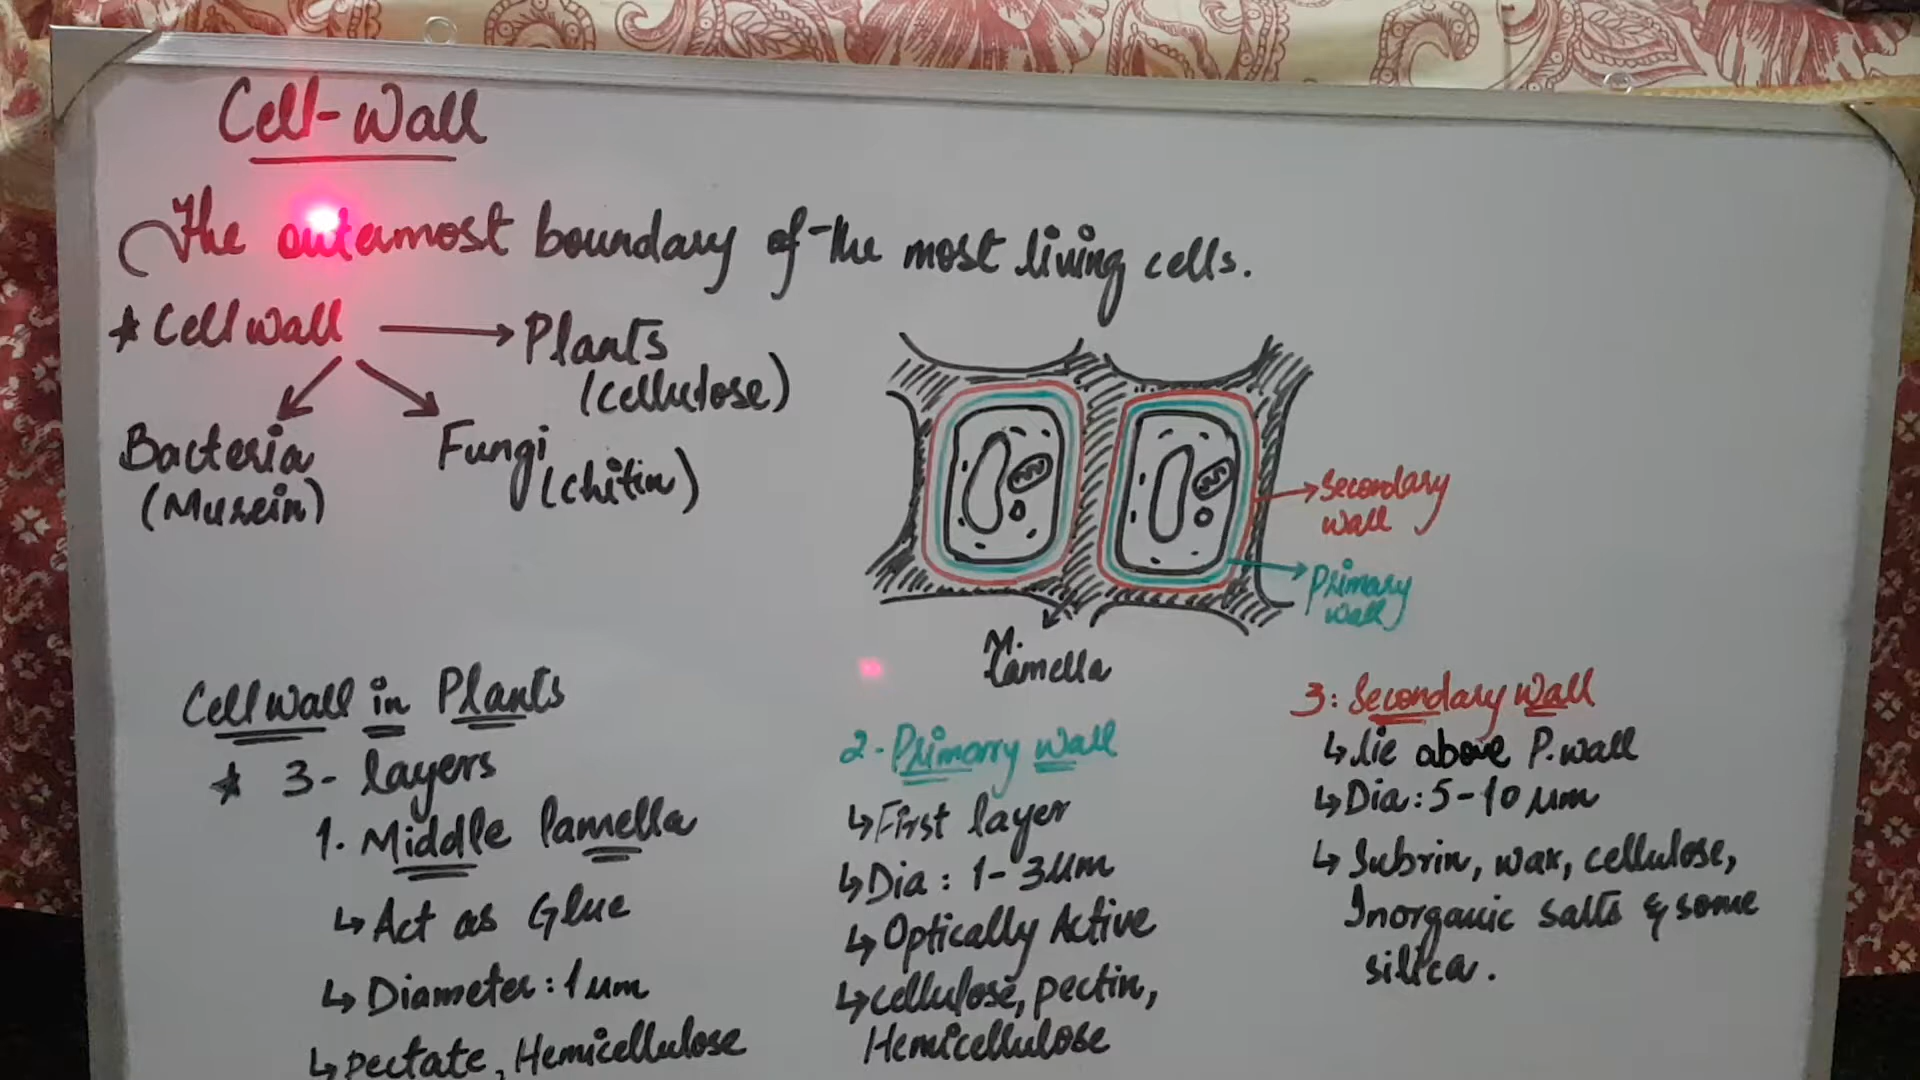 Cell-Wall
The outermost boundary of the most living cells.
* Cell wall → Plants
(cellulose)
Bacteria
(Murein)
Fungi
(chitin)
Secondary
wall
Primary
wall
M.
lamella
Cell wall in Plants
* 3- layers
1. Middle lamella
↳ Act as Glue
↳ Diameter: 1 um
↳ pectate, Hemicellulose
2- Primary wall
↳ First layer
↳ Dia: 1-3um
↳ Optically Active
↳ cellulose, pectin,
Hemicellulose
3: Secondary Wall
↳ lie above P. wall
↳ Dia: 5-10 um
↳ Subrin, wax, cellulose,
Inorganic salts & some
silica.